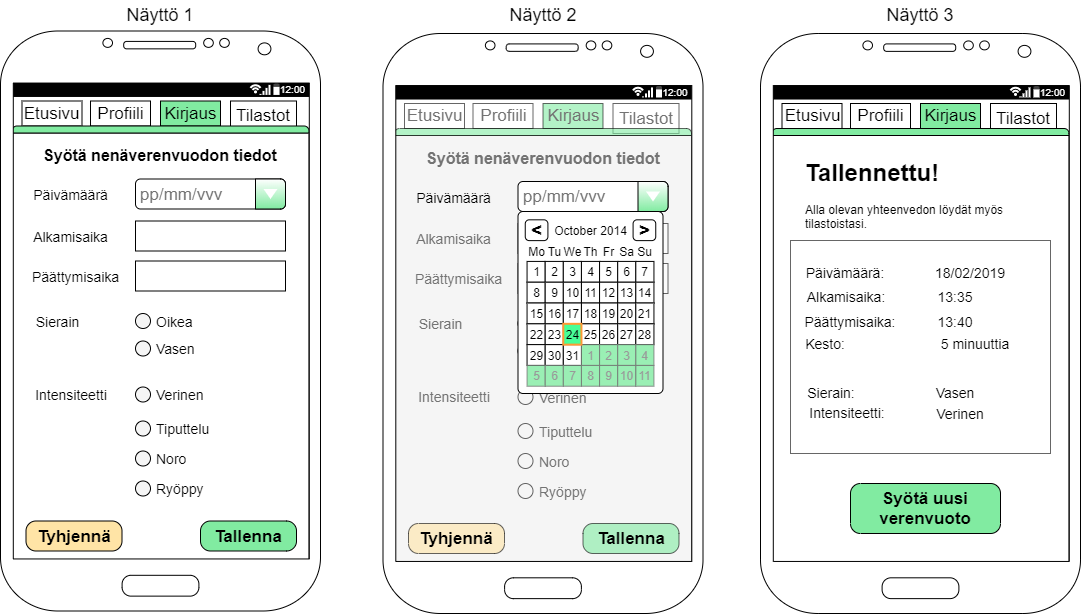 Näyttö 1
12:00
Etusivu Profiili Kirjaus Tilastot
Syötä nenäverenvuodon tiedot
Päivämäärä pp/mm/vvv
Alkamisaika
Päättymisaika
Sierain Oikea
Vasen
Intensiteetti Verinen
Tiputtelu
Noro
Ryöppy
Tyhjennä Tallenna
Näyttö 2
12:00
Etusivu Profiili Kirjaus Tilastot
Syötä nenäverenvuodon tiedot
Päivämäärä pp/mm/vvv
< October 2014 >
Mo Tu We Th Fr Sa Su
1 2 3 4 5 6 7
8 9 10 11 12 13 14
15 16 17 18 19 20 21
22 23 24 25 26 27 28
29 30 31 1 2 3 4
5 6 7 8 9 10 11
Alkamisaika
Päättymisaika
Sierain
Intensiteetti Verinen
Tiputtelu
Noro
Ryöppy
Tyhjennä Tallenna
Näyttö 3
12:00
Etusivu Profiili Kirjaus Tilastot
Tallennettu!
Alla olevan yhteenvedon löydät myös
tilastoistasi.
Päivämäärä: 18/02/2019
Alkamisaika: 13:35
Päättymisaika: 13:40
Kesto: 5 minuuttia
Sierain: Vasen
Intensiteetti: Verinen
Syötä uusi
verenvuoto